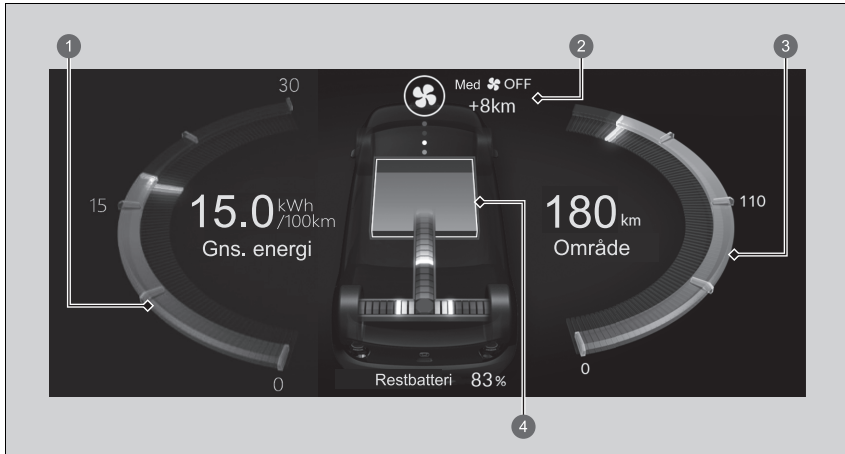 1
2
3
30
Med OFF
+8km
15
15.0 kWh/100km
Gns. energi
180 km
Område
110
0
0
Restbatteri 83%
4